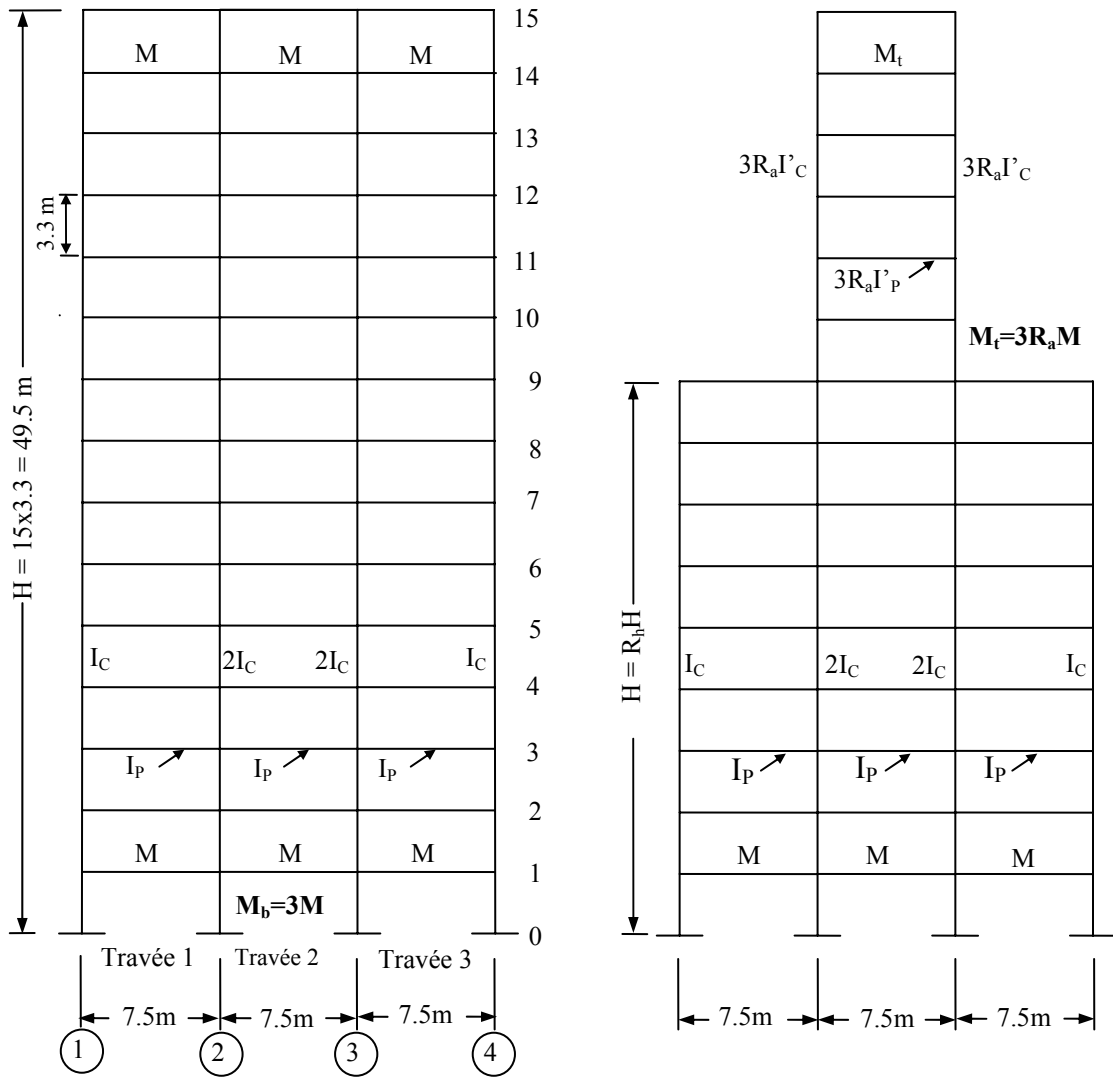 15
M M M
14
13
12
3.3 m
11
10
9
8
7
6
5
I_C 2I_C 2I_C I_C
4
3
I_P I_P I_P
2
M M M
1
M_b=3M
0
H = 15x3.3 = 49.5 m
Travée 1 Travée 2 Travée 3
7.5m 7.5m 7.5m
1 2 3 4
M_t
3R_aI'_C 3R_aI'_C
3R_aI'_P
M_t=3R_aM
H = R_hH
I_C 2I_C 2I_C I_C
I_P I_P I_P
M M M
7.5m 7.5m 7.5m